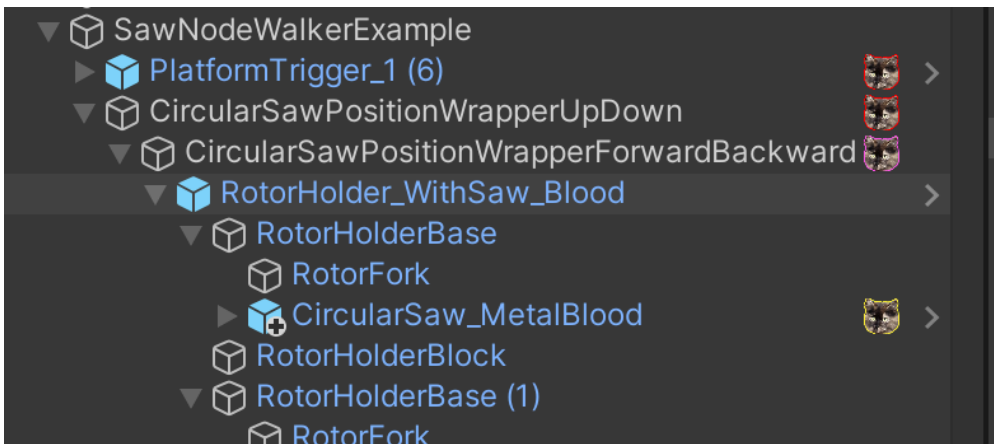 SawNodeWalkerExample
PlatformTrigger_1 (6)
CircularSawPositionWrapperUpDown
CircularSawPositionWrapperForwardBackward
RotorHolder_WithSaw_Blood
RotorHolderBase
RotorFork
CircularSaw_MetalBlood
RotorHolderBlock
RotorHolderBase (1)
RotorFork